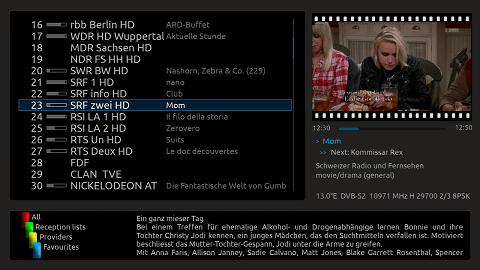 16 rbb Berlin HD ARD-Buffet
17 WDR HD Wuppertal Aktuelle Stunde
18 MDR Sachsen HD
19 NDR FS HH HD
20 SWR BW HD Nashorn, Zebra & Co. (229)
21 SRF 1 HD nano
22 SRF info HD Club
23 SRF zwei HD Mom
24 RSI LA 1 HD Il filo della storia
25 RSI LA 2 HD Zerovero
26 RTS Un HD Suits
27 RTS Deux HD Le doc découvertes
28 FDF
29 CLAN TVE
30 NICKELODEON AT Die Fantastische Welt von Gumb
12:30 12:50
> Mom
>> Next: Kommissar Rex
Schweizer Radio und Fernsehen
movie/drama (general)
13.0°E DVB-S2 10971 MHz H 29700 2/3 8PSK
All
Reception lists
Providers
Favourites
Ein ganz mieser Tag
Bei einem Treffen für ehemalige Alkohol- und Drogenabhängige lernen Bonnie und ihre
Tochter Christy Jodi kennen, ein junges Mädchen, das den Suchtmitteln verfallen ist. Motiviert
beschliesst das Mutter-Tochter-Gespann, Jodi unter die Arme zu greifen.
Mit Anna Faris, Allison Janney, Sadie Calvano, Matt Jones, Blake Garrett Rosenthal, Spencer